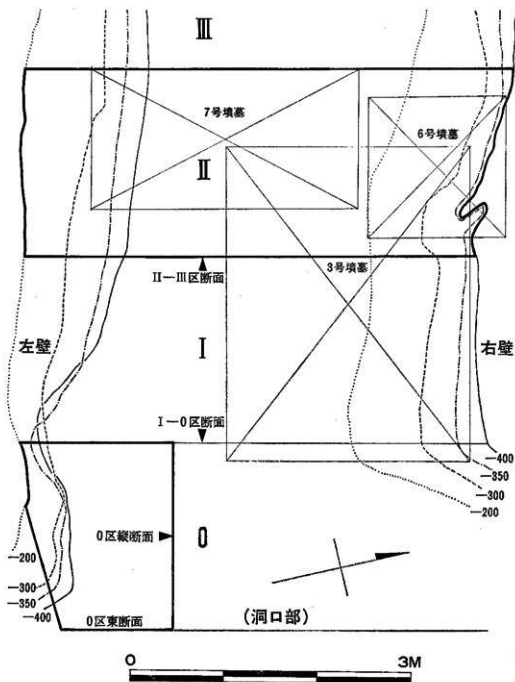 III
7号墳墓
6号墳墓
II
II—III区断面
3号墳墓
左壁
I
右壁
I—0区断面
—400
—350
—300
—200
0区縦断面
0
—200
—300
—350
—400
0区東断面
(洞口部)
0
3M